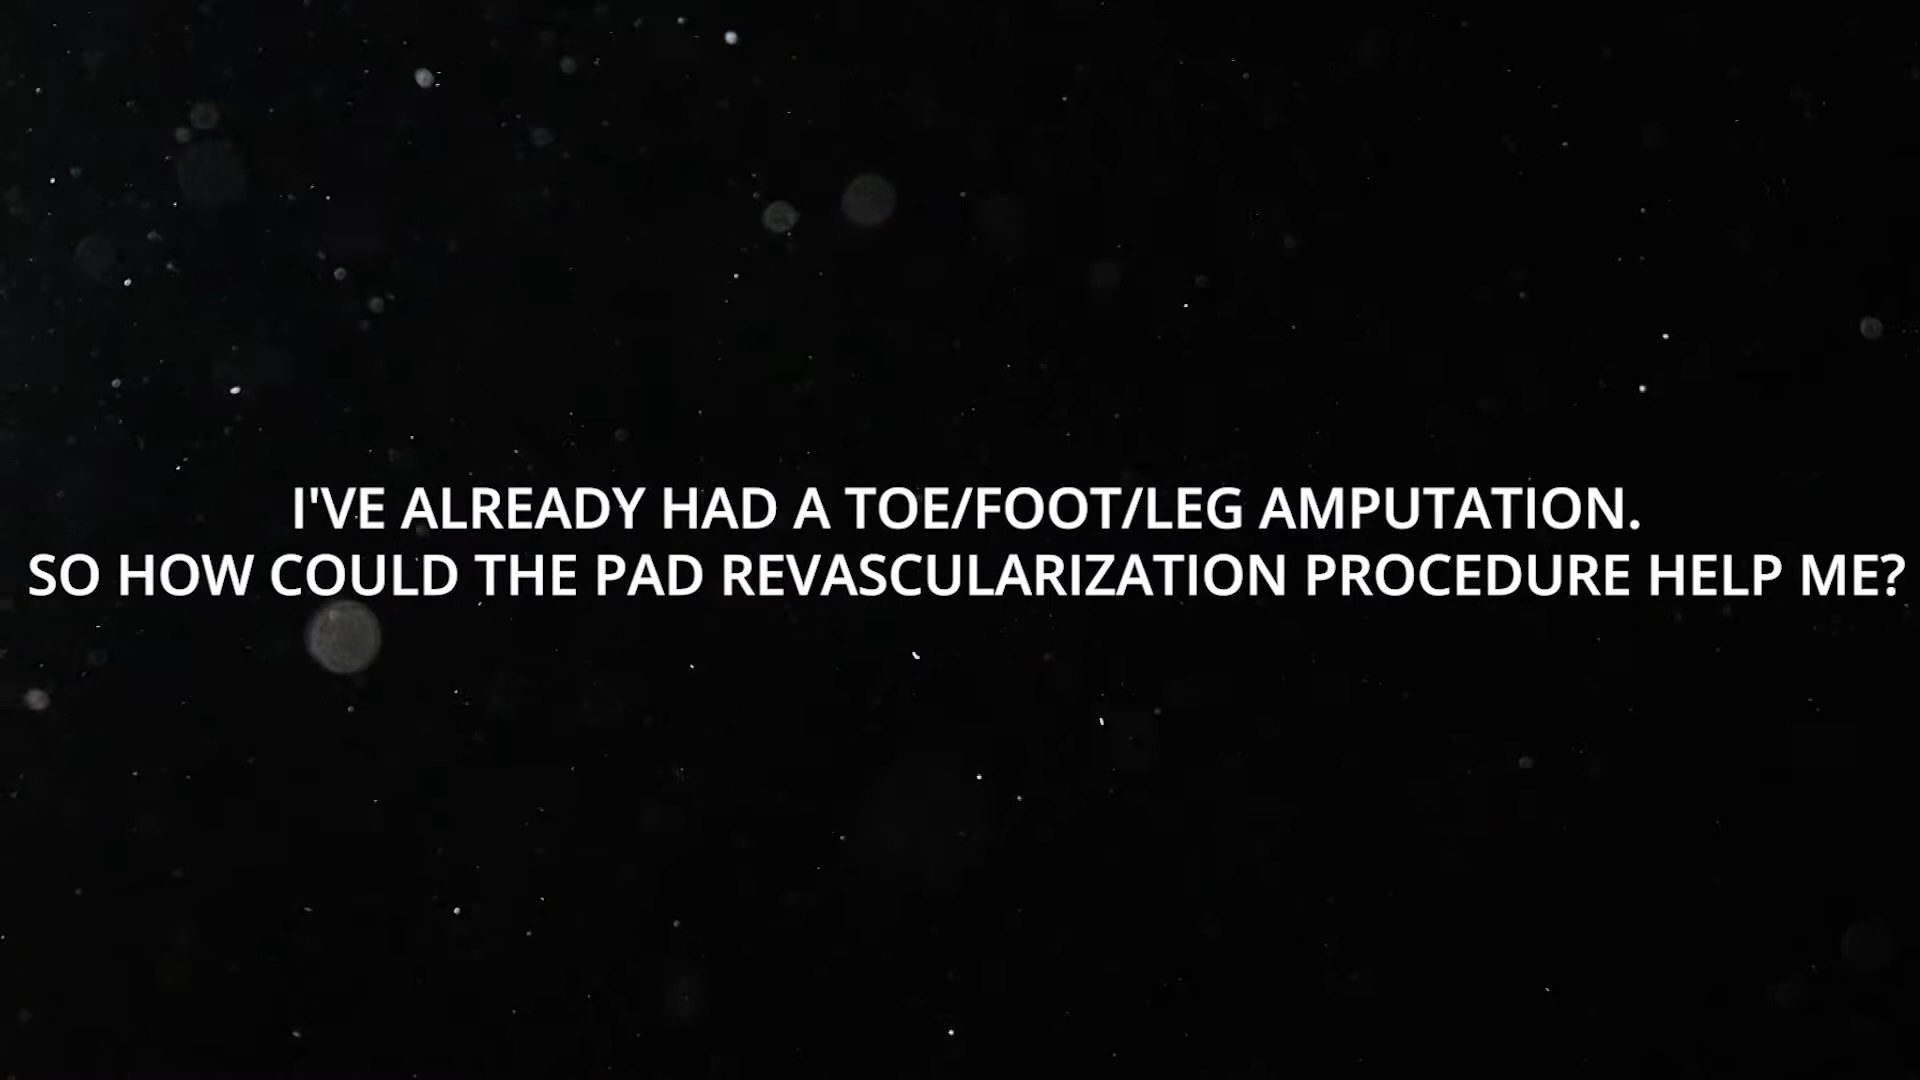 I'VE ALREADY HAD A TOE/FOOT/LEG AMPUTATION.
SO HOW COULD THE PAD REVASCULARIZATION PROCEDURE HELP ME?